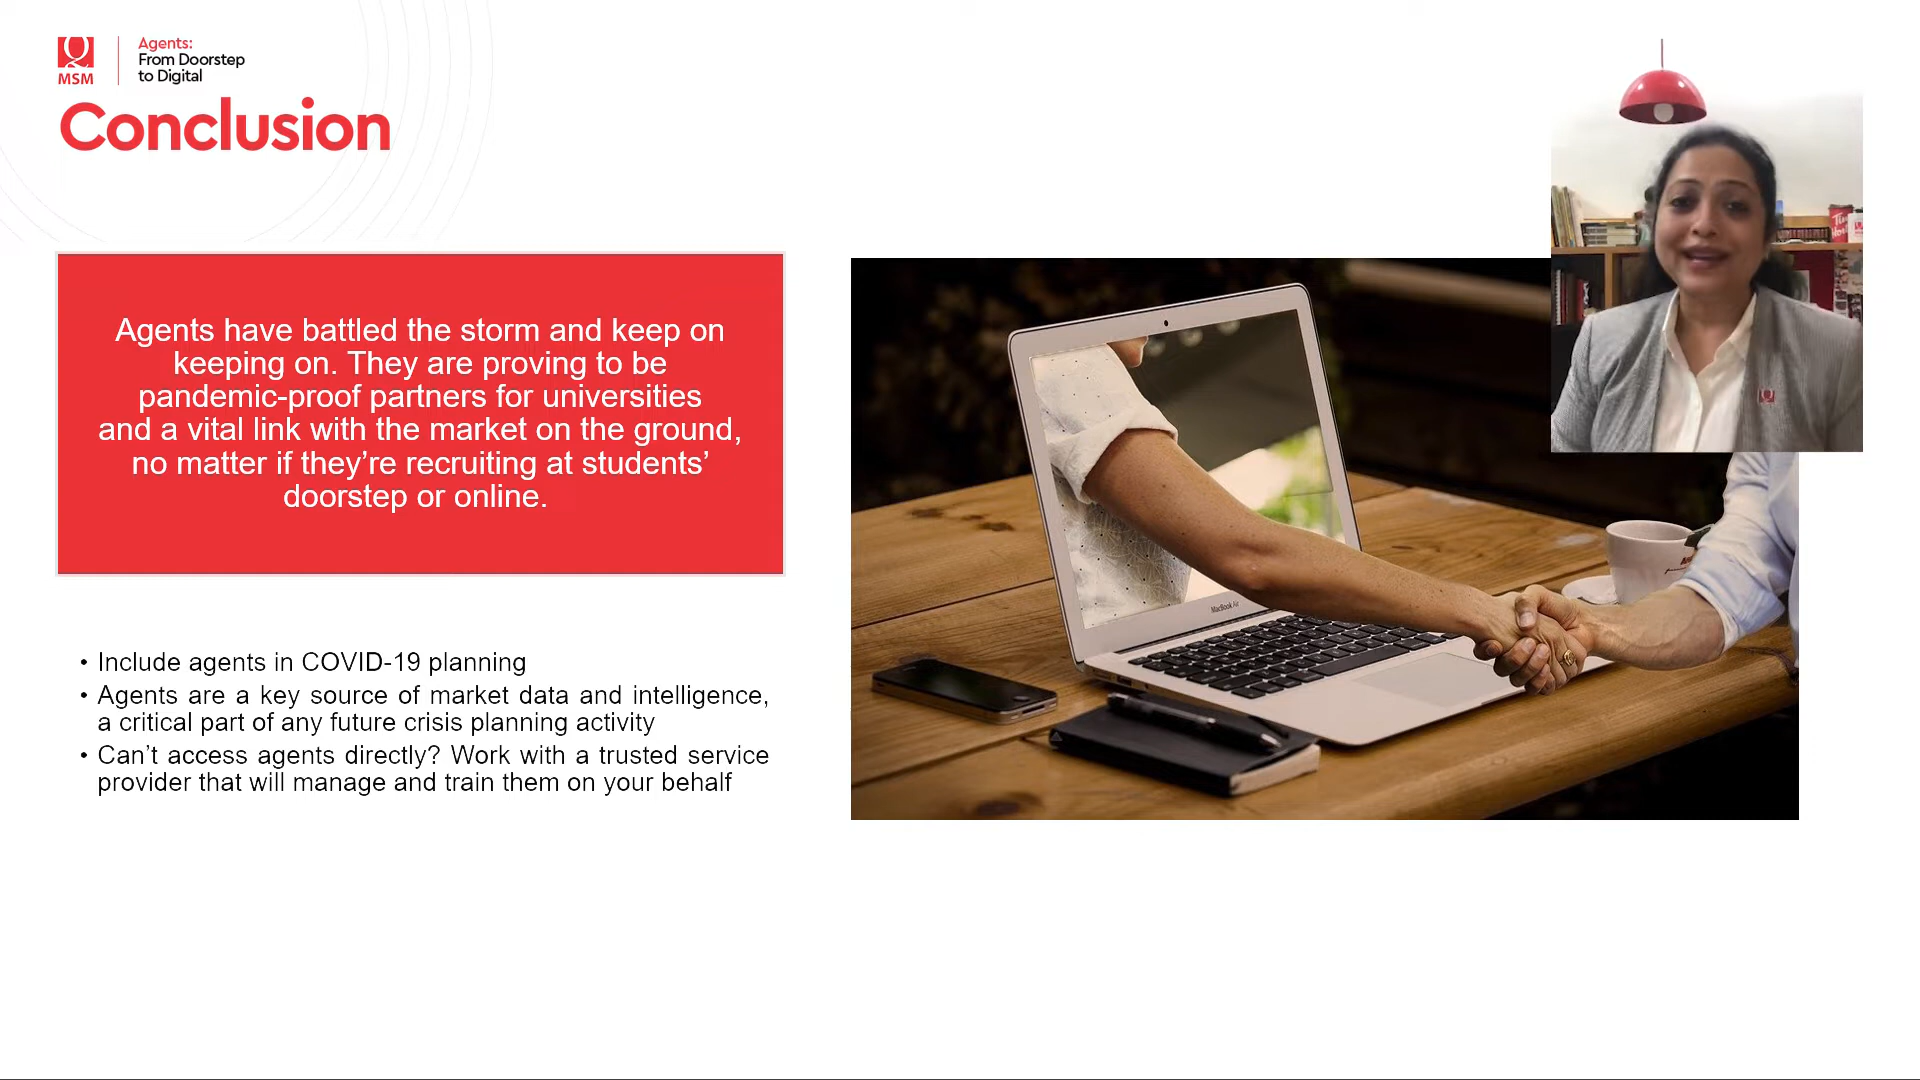 MSM
Agents:
From Doorstep
to Digital
Conclusion
Agents have battled the storm and keep on
keeping on. They are proving to be
pandemic-proof partners for universities
and a vital link with the market on the ground,
no matter if they’re recruiting at students’
doorstep or online.
• Include agents in COVID-19 planning
• Agents are a key source of market data and intelligence,
a critical part of any future crisis planning activity
• Can’t access agents directly? Work with a trusted service
provider that will manage and train them on your behalf
MacBook Air